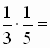 1/3 · 1/5 =